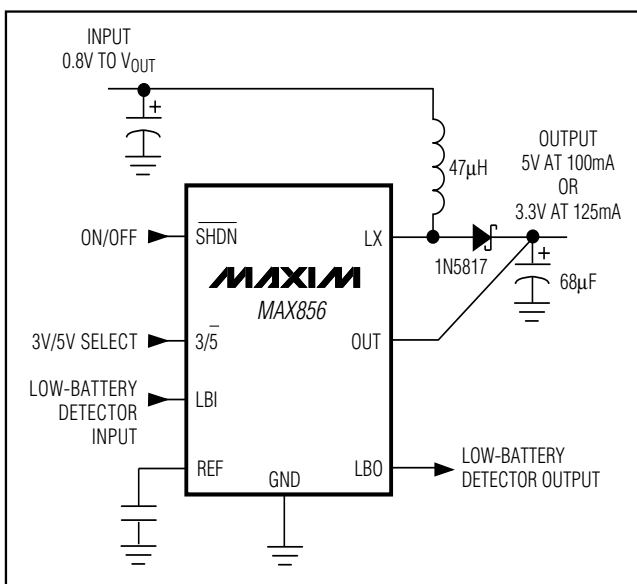 INPUT
0.8V TO VOUT
+
47µH
OUTPUT
5V AT 100mA
OR
3.3V AT 125mA
ON/OFF
SHDN
LX
1N5817
+
68µF
MAXIM
MAX856
3V/5V SELECT
3/5
OUT
LOW-BATTERY
DETECTOR
INPUT
LBI
REF
GND
LBO
LOW-BATTERY
DETECTOR OUTPUT